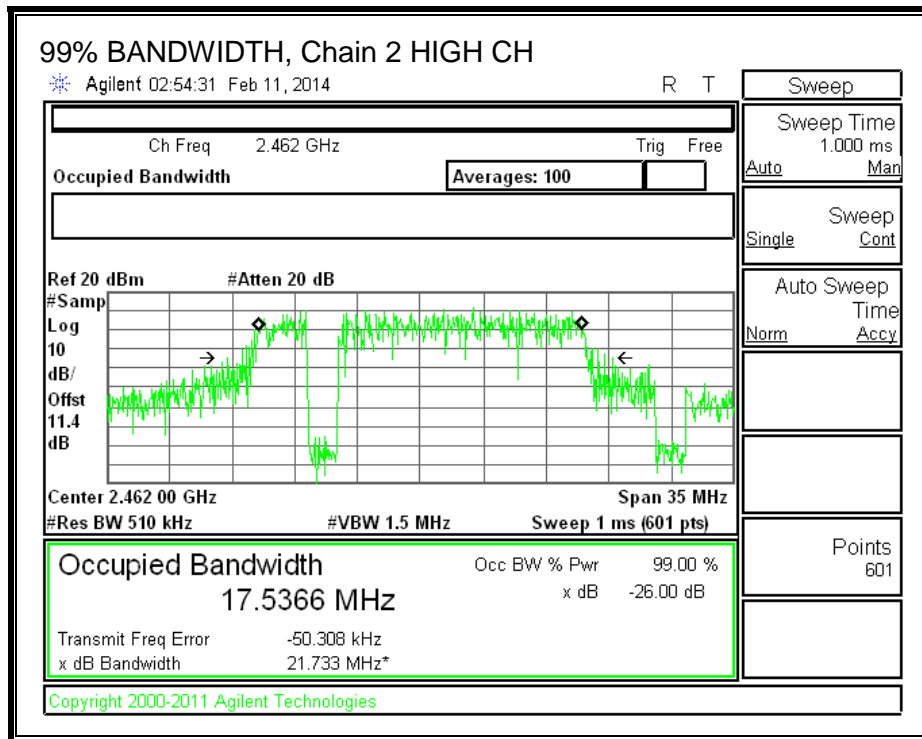 99% BANDWIDTH, Chain 2 HIGH CH
Agilent 02:54:31 Feb 11, 2014 R T
Ch Freq 2.462 GHz Trig Free
Occupied Bandwidth Averages: 100
Ref 20 dBm #Atten 20 dB
#Samp
Log
10
dB/
Offst
11.4
dB
Center 2.462 00 GHz Span 35 MHz
#Res BW 510 kHz #VBW 1.5 MHz Sweep 1 ms (601 pts)
Occupied Bandwidth Occ BW % Pwr 99.00 %
17.5366 MHz x dB -26.00 dB
Transmit Freq Error -50.308 kHz
x dB Bandwidth 21.733 MHz*
Copyright 2000-2011 Agilent Technologies
Sweep
Sweep Time
1.000 ms
Auto Man
Sweep
Single Cont
Auto Sweep
Time
Norm Accy
Points
601